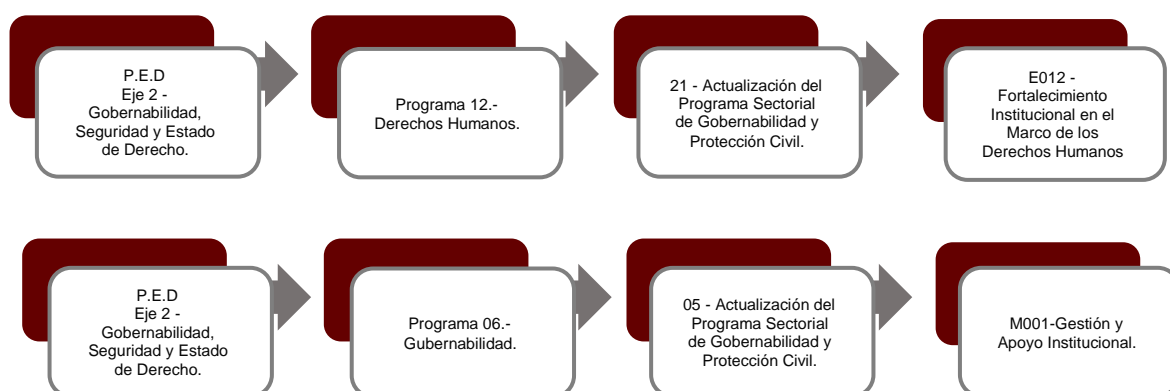 P.E.D
Eje 2 -
Gobernabilidad,
Seguridad y Estado
de Derecho.
Programa 12.-
Derechos Humanos.
21 - Actualización del
Programa Sectorial
de Gobernabilidad y
Protección Civil.
E012 -
Fortalecimiento
Institucional en el
Marco de los
Derechos Humanos
P.E.D
Eje 2 -
Gobernabilidad,
Seguridad y Estado
de Derecho.
Programa 06.-
Gubernabilidad.
05 - Actualización del
Programa Sectorial
de Gobernabilidad y
Protección Civil.
M001-Gestión y
Apoyo Institucional.